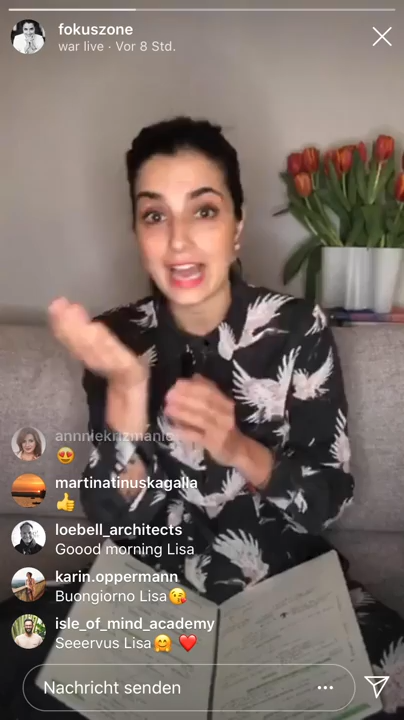 fokuszone
war live · Vor 8 Std.
annniekrizmanic
😍
martinatinuskagalla
👍
loebell_architects
Goood morning Lisa
karin.oppermann
Buongiorno Lisa😘
isle_of_mind_academy
Seeervus Lisa🤗 ❤️
Nachricht senden